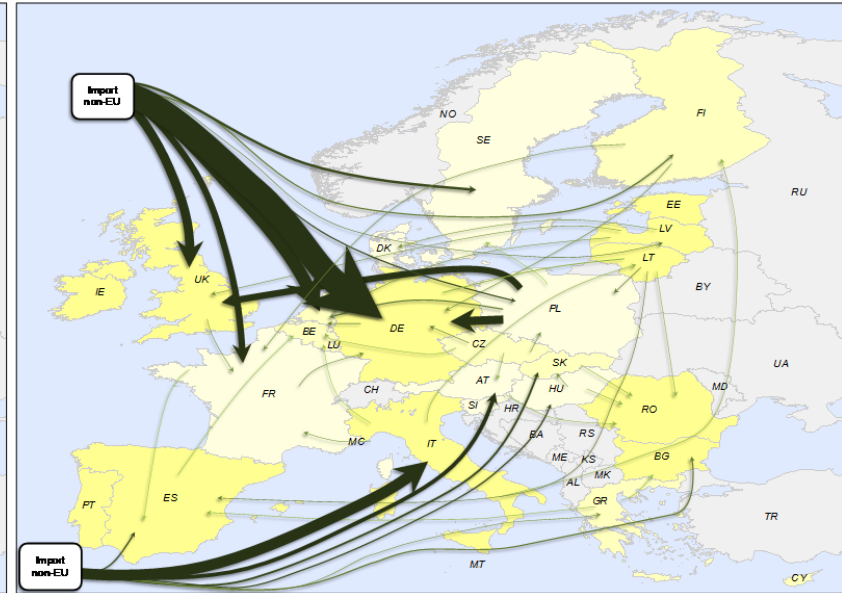 Import
non-EU
NO
SE
FI
RU
EE
LV
DK
LT
UK
IE
BY
PL
BE
DE
LU
CZ
UA
SK
AT
HU
FR
CH
MD
SI
HR
RO
BA
RS
MC
IT
ME
KS
BG
MK
AL
PT
ES
GR
TR
Import
non-EU
MT
CY